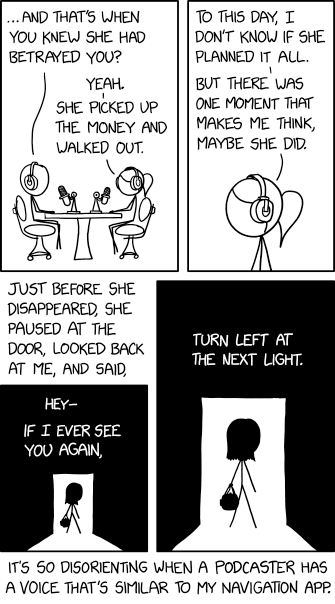 ...AND THAT'S WHEN
YOU KNEW SHE HAD
BETRAYED YOU?
YEAH.
SHE PICKED UP
THE MONEY AND
WALKED OUT.
TO THIS DAY, I
DON'T KNOW IF SHE
PLANNED IT ALL.
BUT THERE WAS
ONE MOMENT THAT
MAKES ME THINK,
MAYBE SHE DID.
JUST BEFORE SHE
DISAPPEARED, SHE
PAUSED AT THE
DOOR, LOOKED BACK
AT ME, AND SAID,
HEY—
IF I EVER SEE
YOU AGAIN,
TURN LEFT AT
THE NEXT LIGHT.
IT'S SO DISORIENTING WHEN A PODCASTER HAS
A VOICE THAT'S SIMILAR TO MY NAVIGATION APP.